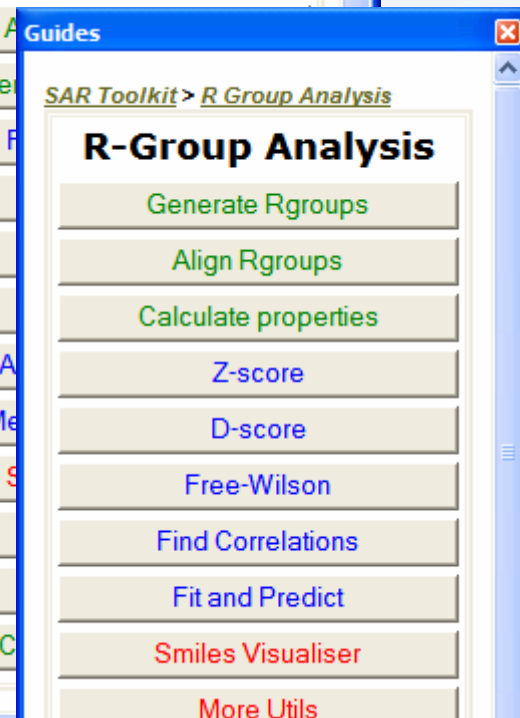 Guides
SAR Toolkit > R Group Analysis
R-Group Analysis
Generate Rgroups
Align Rgroups
Calculate properties
Z-score
D-score
Free-Wilson
Find Correlations
Fit and Predict
Smiles Visualiser
More Utils